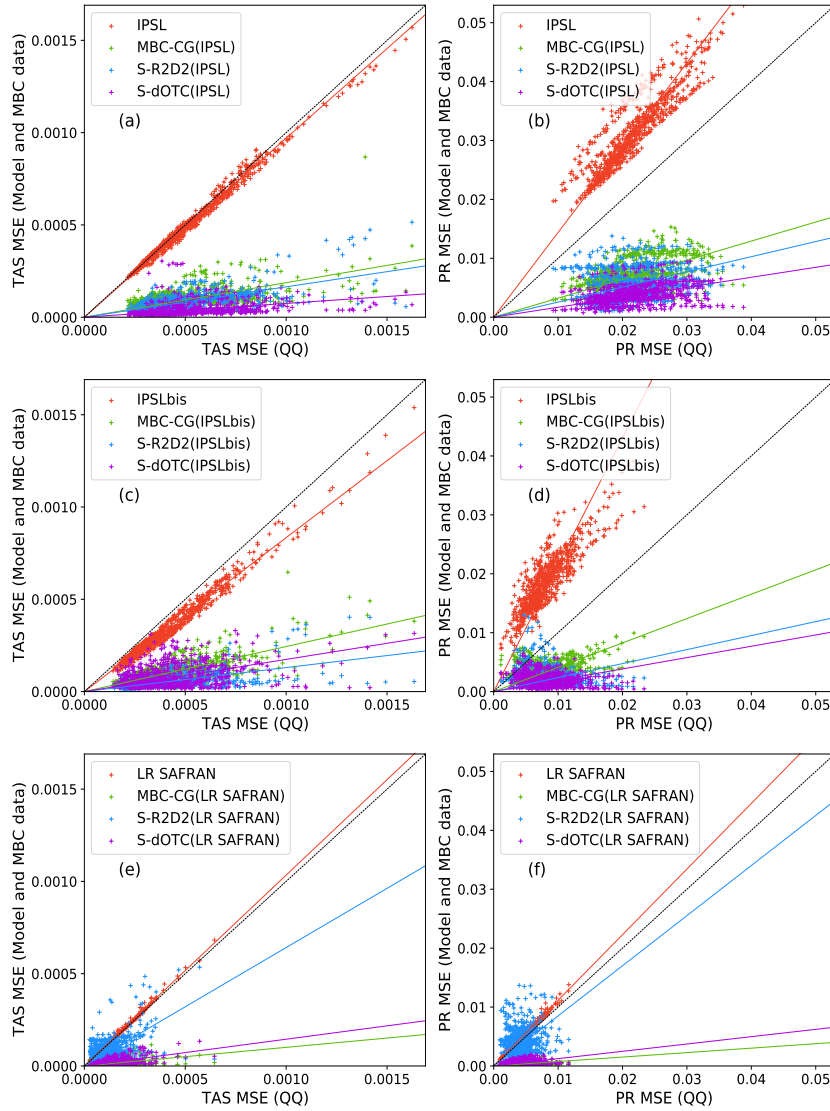 IPSL
MBC-CG(IPSL)
S-R2D2(IPSL)
S-dOTC(IPSL)
(a)
0.0015
0.0010
0.0005
0.0000
TAS MSE (Model and MBC data)
0.0000 0.0005 0.0010 0.0015
TAS MSE (QQ)
IPSL
MBC-CG(IPSL)
S-R2D2(IPSL)
S-dOTC(IPSL)
(b)
0.05
0.04
0.03
0.02
0.01
0.00
PR MSE (Model and MBC data)
0.00 0.01 0.02 0.03 0.04 0.05
PR MSE (QQ)
IPSLbis
MBC-CG(IPSLbis)
S-R2D2(IPSLbis)
S-dOTC(IPSLbis)
(c)
0.0015
0.0010
0.0005
0.0000
TAS MSE (Model and MBC data)
0.0000 0.0005 0.0010 0.0015
TAS MSE (QQ)
IPSLbis
MBC-CG(IPSLbis)
S-R2D2(IPSLbis)
S-dOTC(IPSLbis)
(d)
0.05
0.04
0.03
0.02
0.01
0.00
PR MSE (Model and MBC data)
0.00 0.01 0.02 0.03 0.04 0.05
PR MSE (QQ)
LR SAFRAN
MBC-CG(LR SAFRAN)
S-R2D2(LR SAFRAN)
S-dOTC(LR SAFRAN)
(e)
0.0015
0.0010
0.0005
0.0000
TAS MSE (Model and MBC data)
0.0000 0.0005 0.0010 0.0015
TAS MSE (QQ)
LR SAFRAN
MBC-CG(LR SAFRAN)
S-R2D2(LR SAFRAN)
S-dOTC(LR SAFRAN)
(f)
0.05
0.04
0.03
0.02
0.01
0.00
PR MSE (Model and MBC data)
0.00 0.01 0.02 0.03 0.04 0.05
PR MSE (QQ)